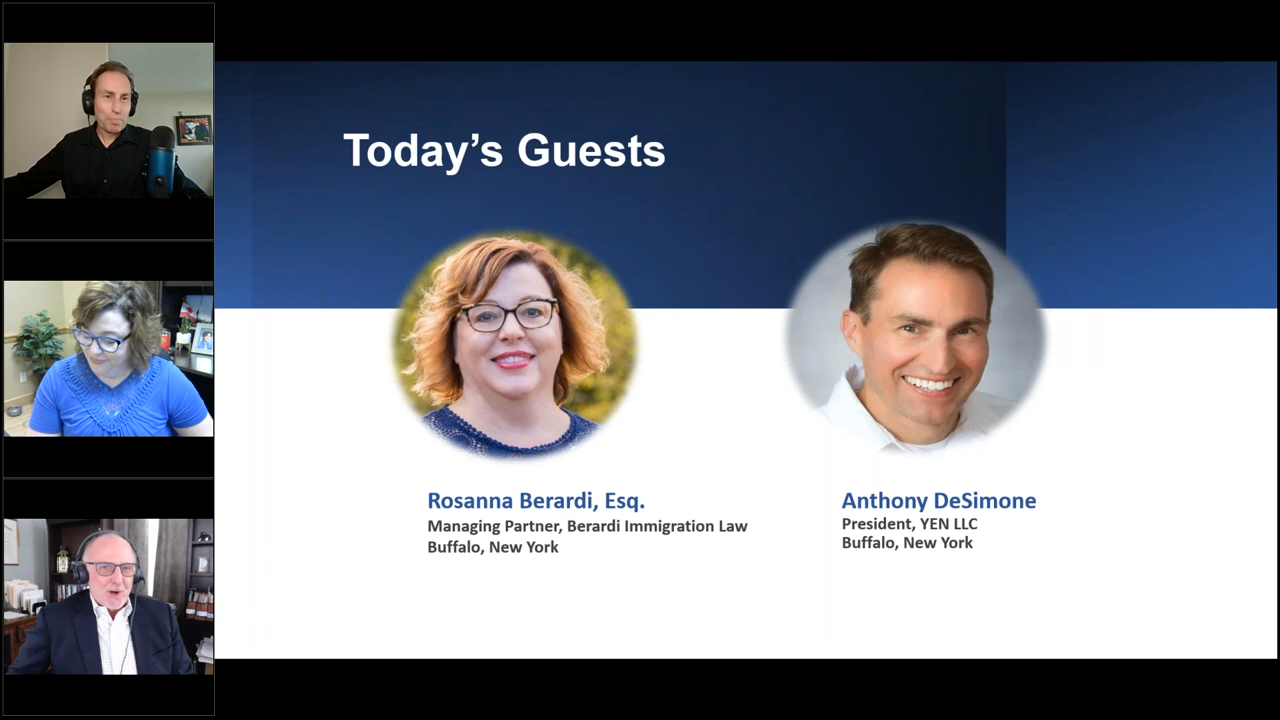 Today’s Guests
Rosanna Berardi, Esq.
Managing Partner, Berardi Immigration Law
Buffalo, New York
Anthony DeSimone
President, YEN LLC
Buffalo, New York